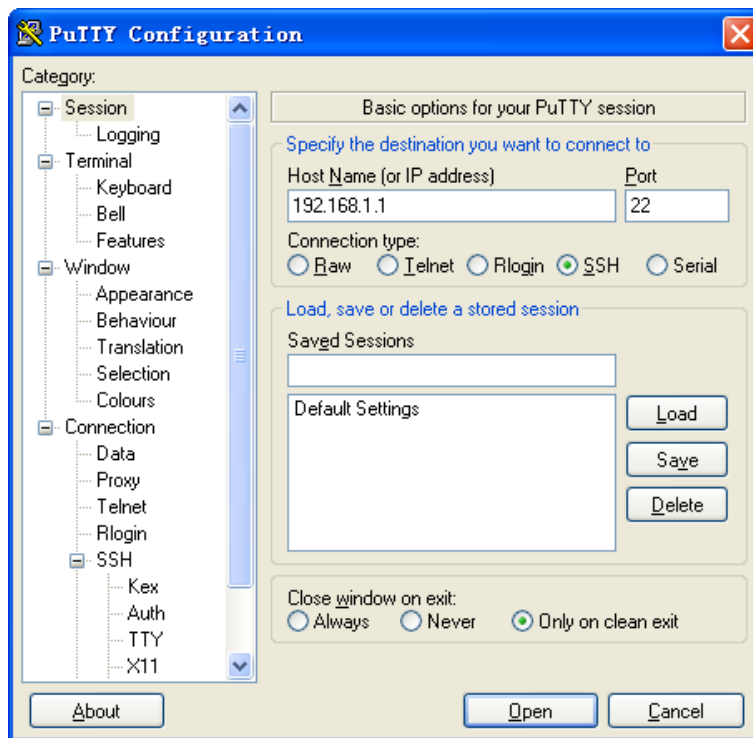 PuTTY Configuration
Category:
Session
Logging
Terminal
Keyboard
Bell
Features
Window
Appearance
Behaviour
Translation
Selection
Colours
Connection
Data
Proxy
Telnet
Rlogin
SSH
Kex
Auth
TTY
X11
Basic options for your PuTTY session
Specify the destination you want to connect to
Host Name (or IP address) Port
192.168.1.1 22
Connection type:
Raw Telnet Rlogin SSH Serial
Load, save or delete a stored session
Saved Sessions
Default Settings
Load
Save
Delete
Close window on exit:
Always Never Only on clean exit
About Open Cancel